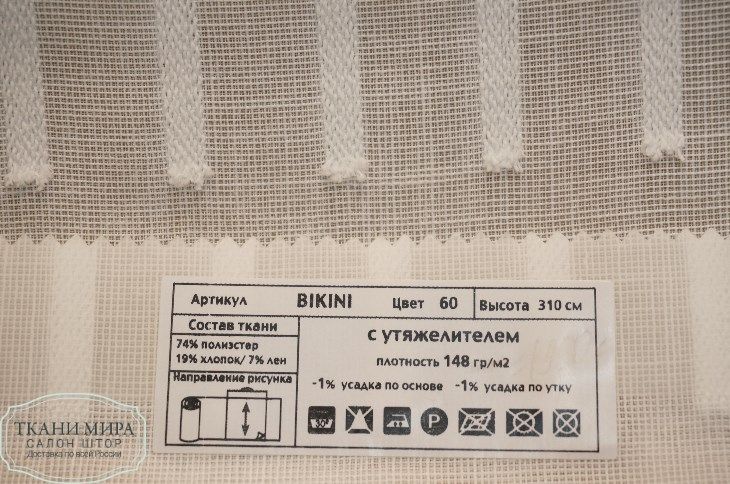 Артикул BIKINI Цвет 60 Высота 310 см
Состав ткани
74% полиэстер
19% хлопок/ 7% лен
Направление рисунка
с утяжелителем
плотность 148 гр/м2
-1% усадка по основе -1% усадка по утку
30° P
ТКАНИ МИРА
САЛОН ШТОР
Доставка по всей России